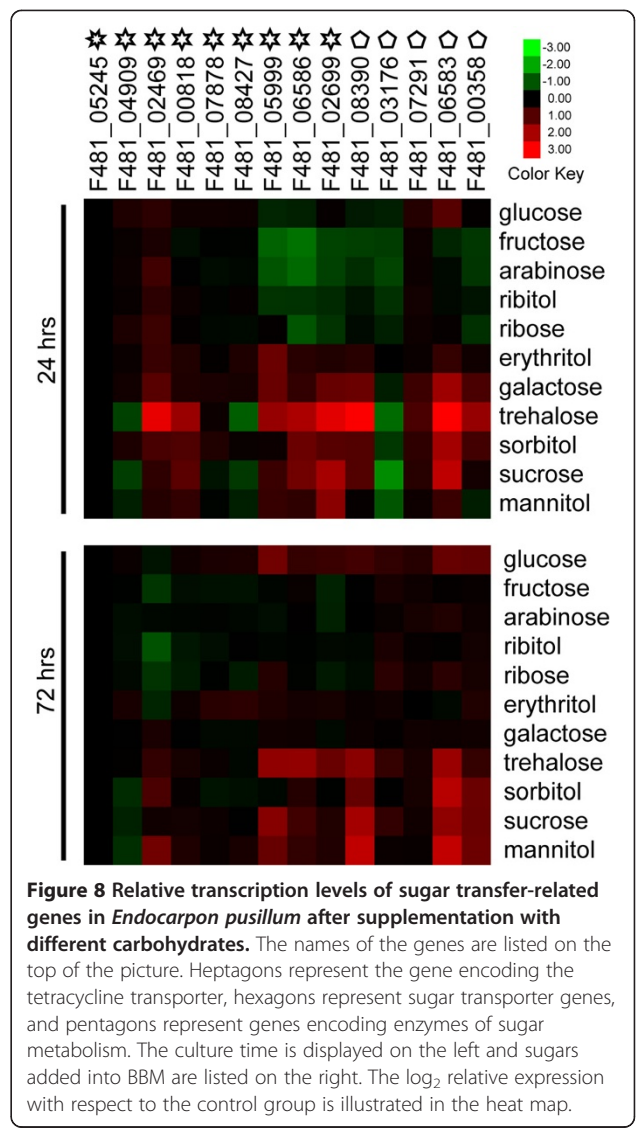 F481_05245
F481_04909
F481_02469
F481_00818
F481_07878
F481_08427
F481_05999
F481_06586
F481_02699
F481_08390
F481_03176
F481_07291
F481_06583
F481_00358
-3.00
-2.00
-1.00
0.00
1.00
2.00
3.00
Color Key
24 hrs
glucose
fructose
arabinose
ribitol
ribose
erythritol
galactose
trehalose
sorbitol
sucrose
mannitol
72 hrs
glucose
fructose
arabinose
ribitol
ribose
erythritol
galactose
trehalose
sorbitol
sucrose
mannitol
Figure 8 Relative transcription levels of sugar transfer-related
genes in Endocarpon pusillum after supplementation with
different carbohydrates. The names of the genes are listed on the
top of the picture. Heptagons represent the gene encoding the
tetracycline transporter, hexagons represent sugar transporter genes,
and pentagons represent genes encoding enzymes of sugar
metabolism. The culture time is displayed on the left and sugars
added into BBM are listed on the right. The log₂ relative expression
with respect to the control group is illustrated in the heat map.